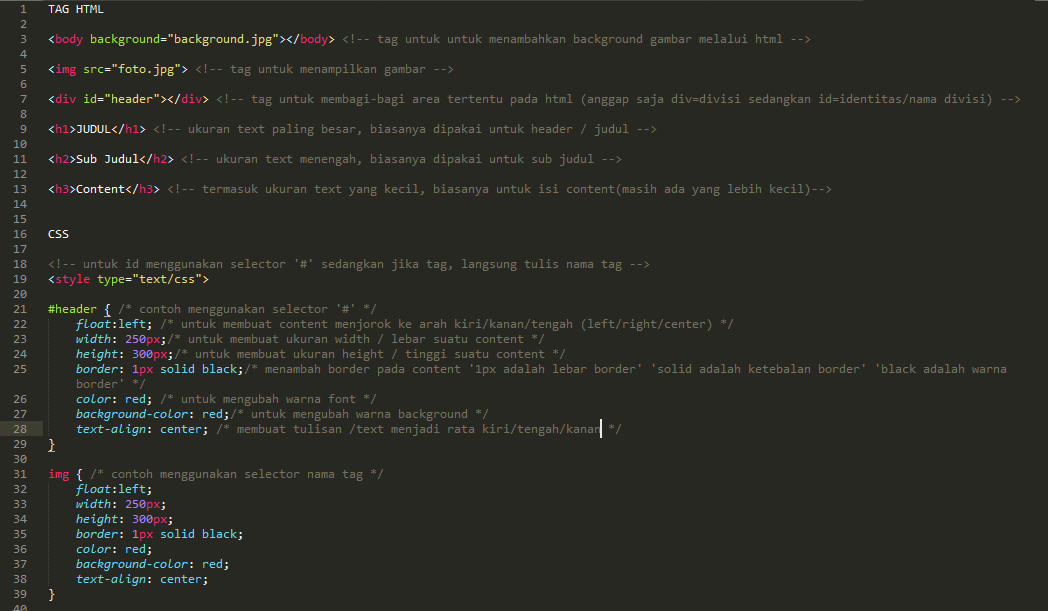 1 TAG HTML
2
3 <body background="background.jpg"></body> <!-- tag untuk untuk menambahkan background gambar melalui html -->
4
5 <img src="foto.jpg"> <!-- tag untuk menampilkan gambar -->
6
7 <div id="header"></div> <!-- tag untuk membagi-bagi area tertentu pada html (anggap saja div=divisi sedangkan id=identitas/nama divisi) -->
8
9 <h1>JUDUL</h1> <!-- ukuran text paling besar, biasanya dipakai untuk header / judul -->
10
11 <h2>Sub Judul</h2> <!-- ukuran text menengah, biasanya dipakai untuk sub judul -->
12
13 <h3>Content</h3> <!-- termasuk ukuran text yang kecil, biasanya untuk isi content(masih ada yang lebih kecil)-->
14
15
16 CSS
17
18 <!-- untuk id menggunakan selector '#' sedangkan jika tag, langsung tulis nama tag -->
19 <style type="text/css">
20
21 #header { /* contoh menggunakan selector '#' */
22 float:left; /* untuk membuat content menjorok ke arah kiri/kanan/tengah (left/right/center) */
23 width: 250px;/* untuk membuat ukuran width / lebar suatu content */
24 height: 300px;/* untuk membuat ukuran height / tinggi suatu content */
25 border: 1px solid black;/* menambah border pada content '1px adalah lebar border' 'solid adalah ketebalan border' 'black adalah warna
border' */
26 color: red; /* untuk mengubah warna font */
27 background-color: red;/* untuk mengubah warna background */
28 text-align: center; /* membuat tulisan /text menjadi rata kiri/tengah/kanan */
29 }
30
31 img { /* contoh menggunakan selector nama tag */
32 float:left;
33 width: 250px;
34 height: 300px;
35 border: 1px solid black;
36 color: red;
37 background-color: red;
38 text-align: center;
39 }
40